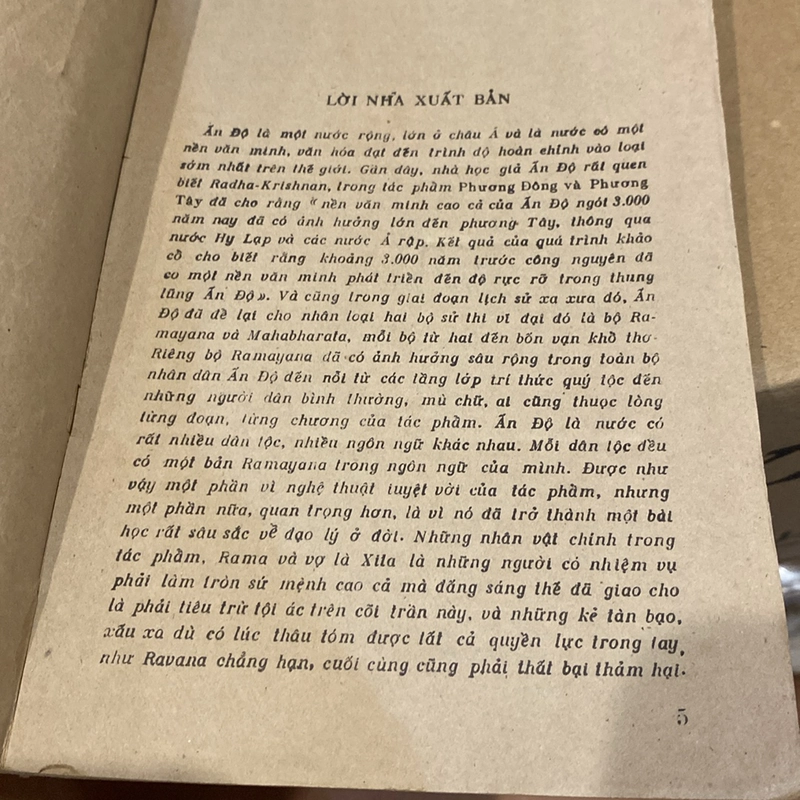 LỜI NHÀ XUẤT BẢN
Ấn Độ là một nước rộng, lớn ở châu Á và là nước có một
nền văn minh, văn hóa đạt đến trình độ hoàn chỉnh vào loại
sớm nhất trên thế giới. Gần đây, nhà học giả Ấn Độ rất quen
biết Radha-Krishnan, trong tác phẩm Phương Đông và Phương
Tây đã cho rằng « nền văn minh cao cả của Ấn Độ ngót 3.000
năm nay đã có ảnh hưởng lớn đến phương Tây, thông qua
nước Hy Lạp và các nước Ả rập. Kết quả của quá trình khảo
cổ cho biết rằng khoảng 3.000 năm trước công nguyên đã
co một nền văn minh phát triển đến độ rực rỡ trong thung
lũng Ấn Độ». Và cũng trong giai đoạn lịch sử xa xưa đó, Ấn
Độ đã để lại cho nhân loại hai bộ sử thi vĩ đại đó là bộ Ra-
mayana và Mahabharata, mỗi bộ từ hai đến bốn vạn khổ thơ.
Riêng bộ Ramayana đã có ảnh hưởng sâu rộng trong toàn bộ
nhân dân Ấn Độ đến nỗi từ các tầng lớp trí thức quý tộc đến
những người dân bình thường, mù chữ, ai cũng thuộc lòng
từng đoạn, từng chương của tác phẩm. Ấn Độ là nước có
rất nhiều dân tộc, nhiều ngôn ngữ khác nhau. Mỗi dân tộc đều
có một bản Ramayana trong ngôn ngữ của mình. Được như
vậy một phần vì nghệ thuật tuyệt vời của tác phẩm, nhưng
một phần nữa, quan trọng hơn, là vì nó đã trở thành một bài
học rất sâu sắc về đạo lý ở đời. Những nhân vật chính trong
tác phẩm, Rama và vợ là Xita là những người có nhiệm vụ
phải làm tròn sứ mệnh cao cả mà đấng sáng thế đã giao cho
là phải tiêu trừ tội ác trên cõi trần này, và những kẻ tàn bạo,
xấu xa dù có lúc thâu tóm được tất cả quyền lực trong tay,
như Ravana chẳng hạn, cuối cùng cũng phải thất bại thảm hại.
5